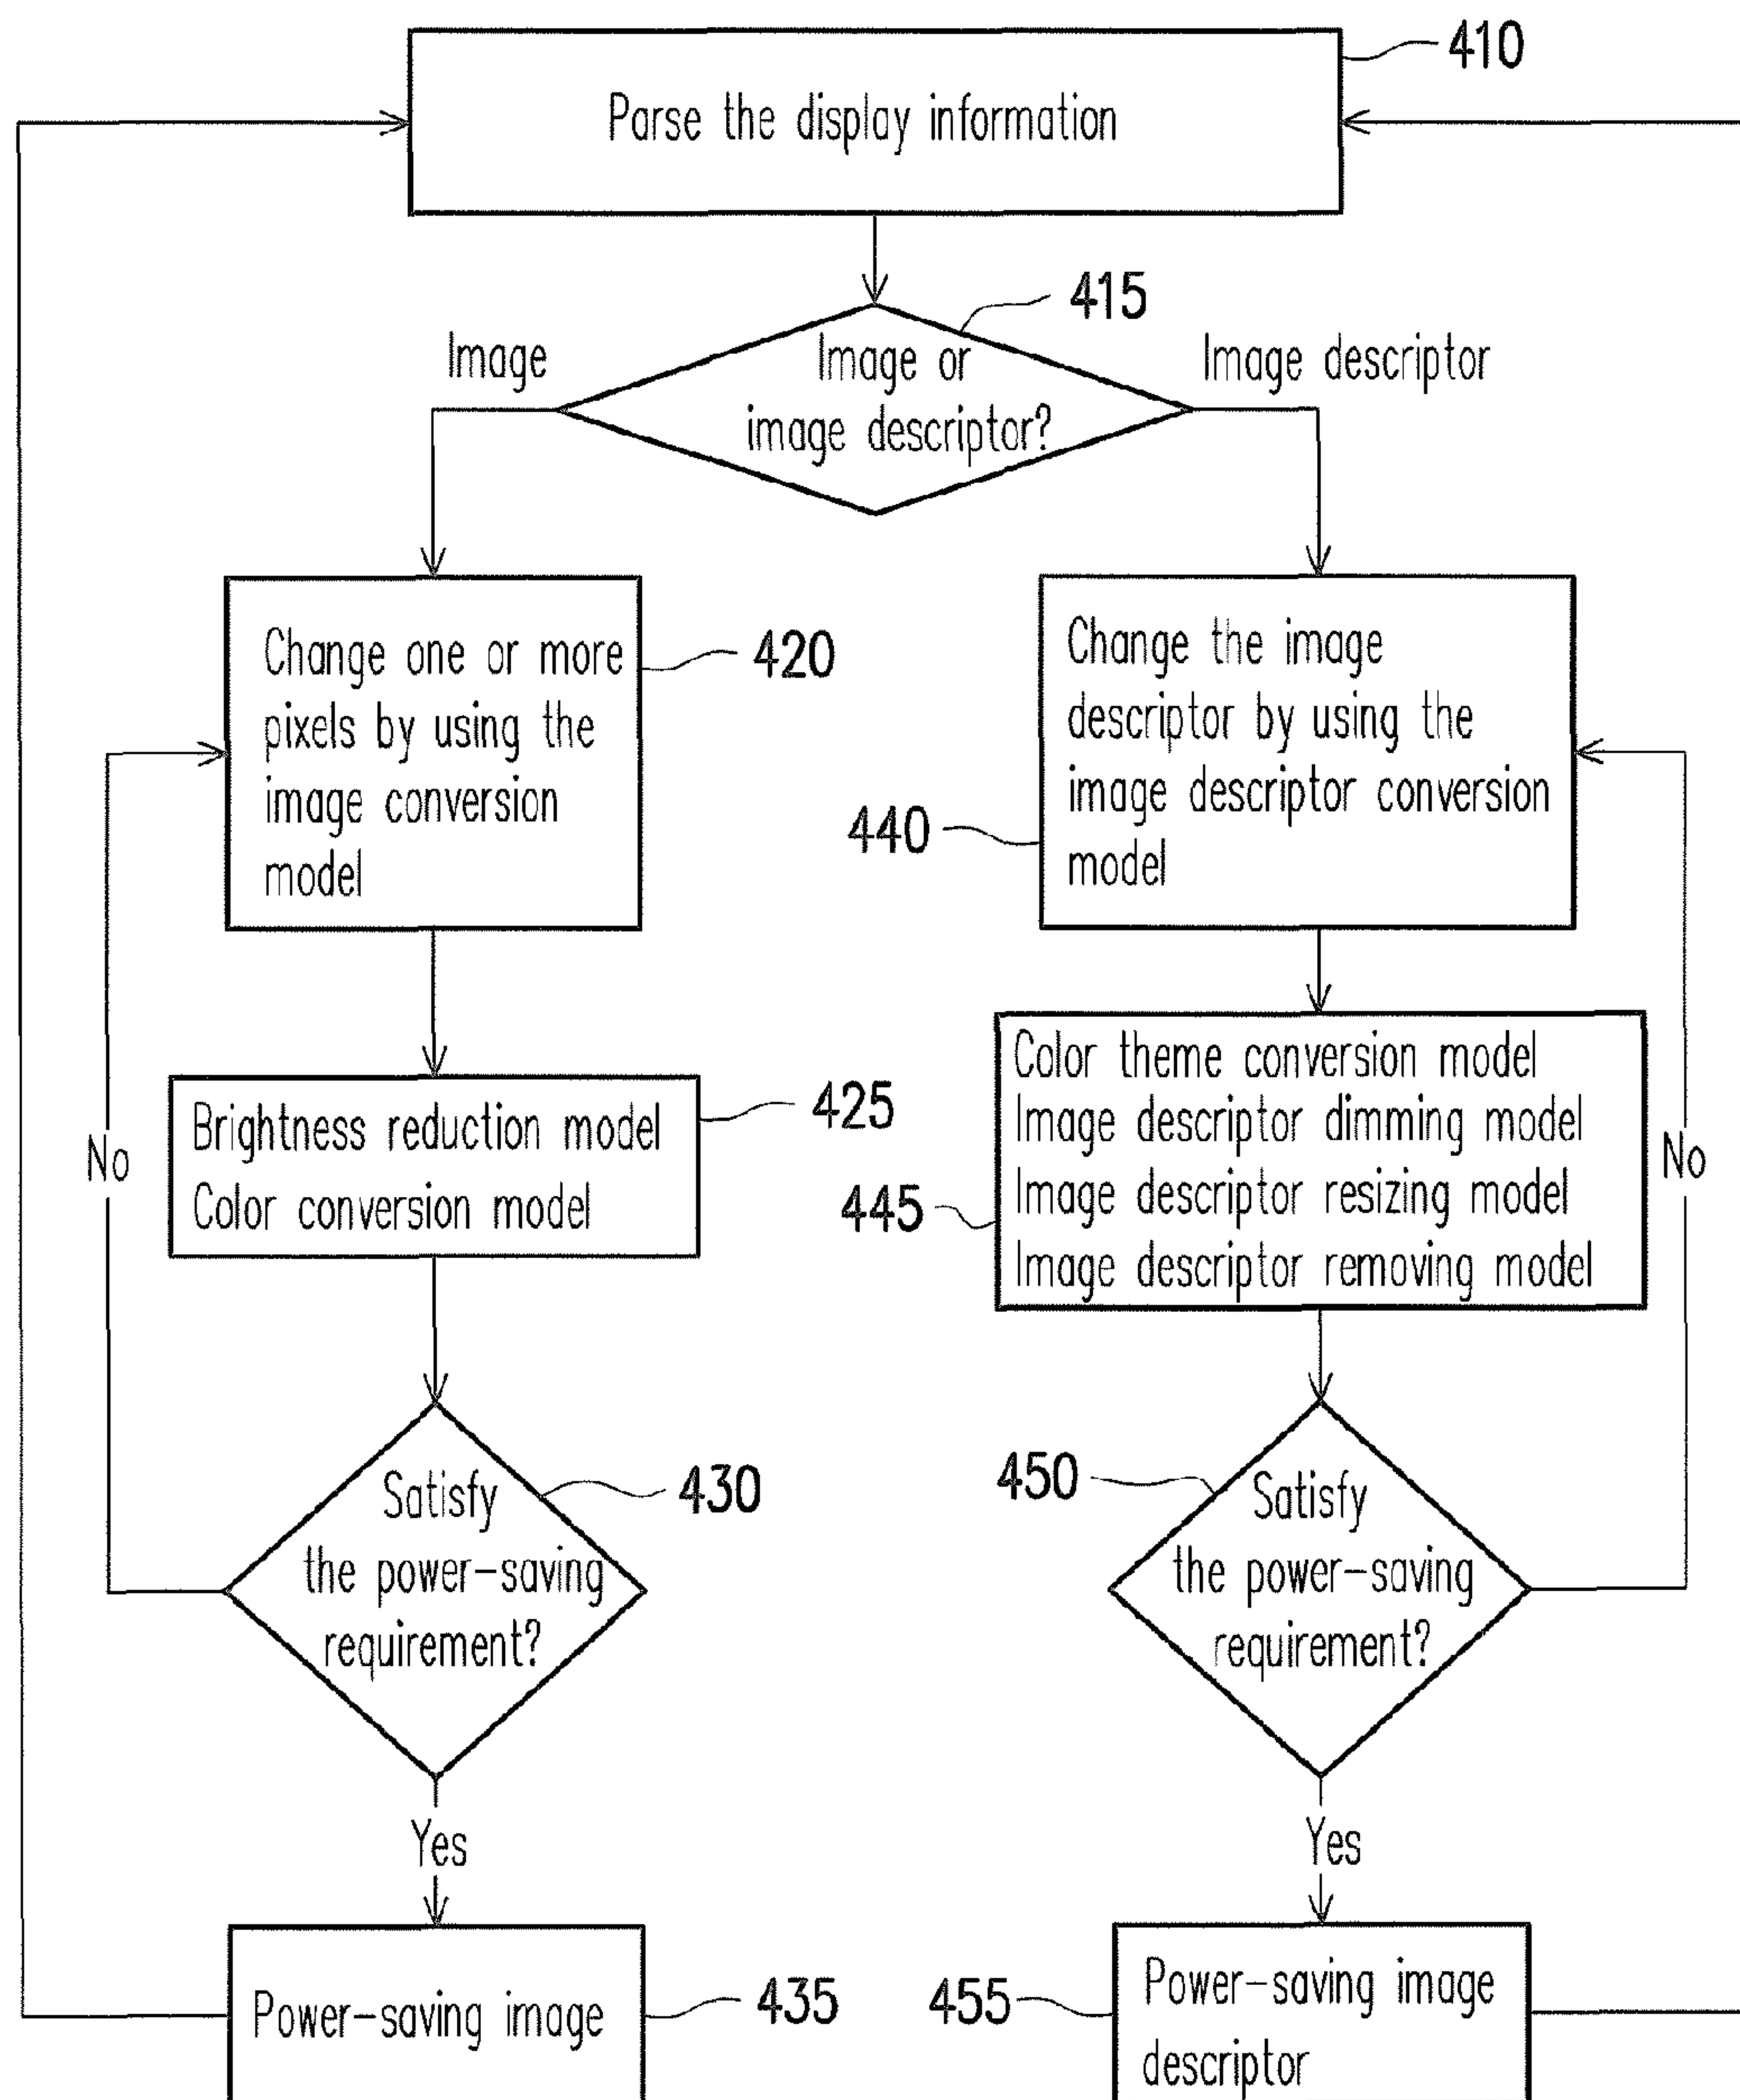 410
Parse the display information
415
Image
Image or
image descriptor?
Image descriptor
Change one or more
pixels by using the
image conversion
model
420
Change the image
descriptor by using the
image descriptor conversion
model
440
Brightness reduction model
Color conversion model
425
Color theme conversion model
Image descriptor dimming model
Image descriptor resizing model
Image descriptor removing model
445
No
No
Satisfy
the power-saving
requirement?
430
450
Satisfy
the power-saving
requirement?
Yes
Yes
Power-saving image
435
455
Power-saving image
descriptor